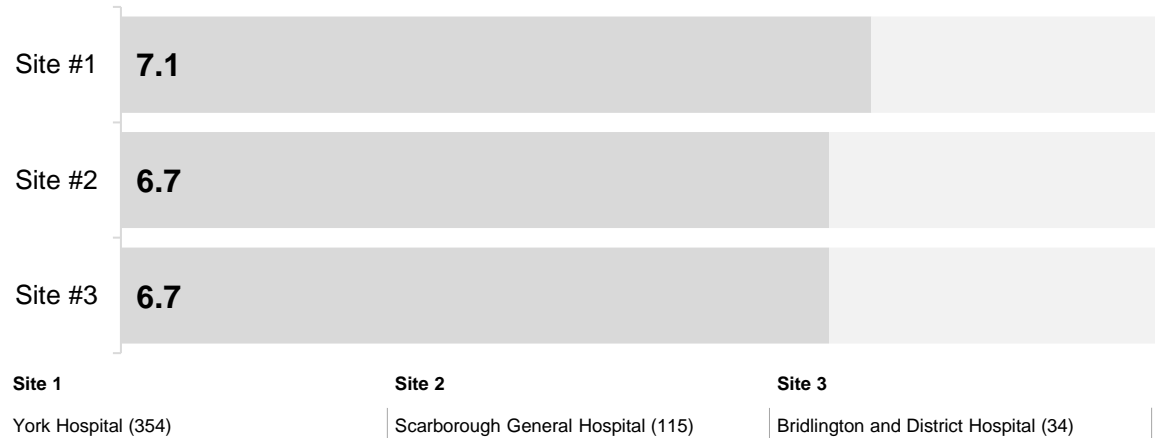 Site #1 7.1
Site #2 6.7
Site #3 6.7
Site 1 Site 2 Site 3
York Hospital (354) Scarborough General Hospital (115) Bridlington and District Hospital (34)